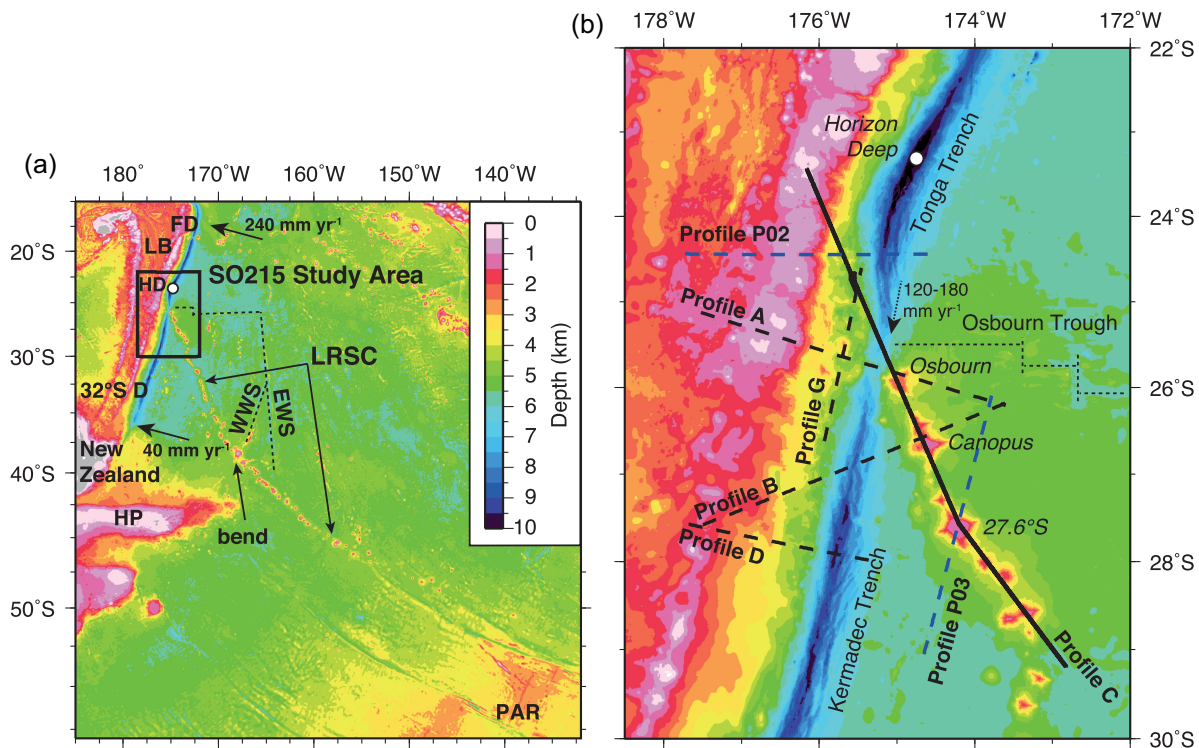 (a)
180˚
170˚W
160˚W
150˚W
140˚W
20˚S
30˚S
40˚S
50˚S
FD
LB
HD
240 mm yr-1
SO215 Study Area
LRSC
32°S D
WWS
EWS
New
Zealand
40 mm yr-1
HP
bend
PAR
0
1
2
3
4
5
6
7
8
9
10
Depth (km)
(b)
178˚W
176˚W
174˚W
172˚W
22˚S
24˚S
26˚S
28˚S
30˚S
Horizon
Deep
Tonga Trench
Profile P02
120-180
mm yr-1
Profile A
Osbourn Trough
Osbourn
Profile G
Canopus
Profile B
27.6°S
Profile D
Kermadec Trench
Profile P03
Profile C